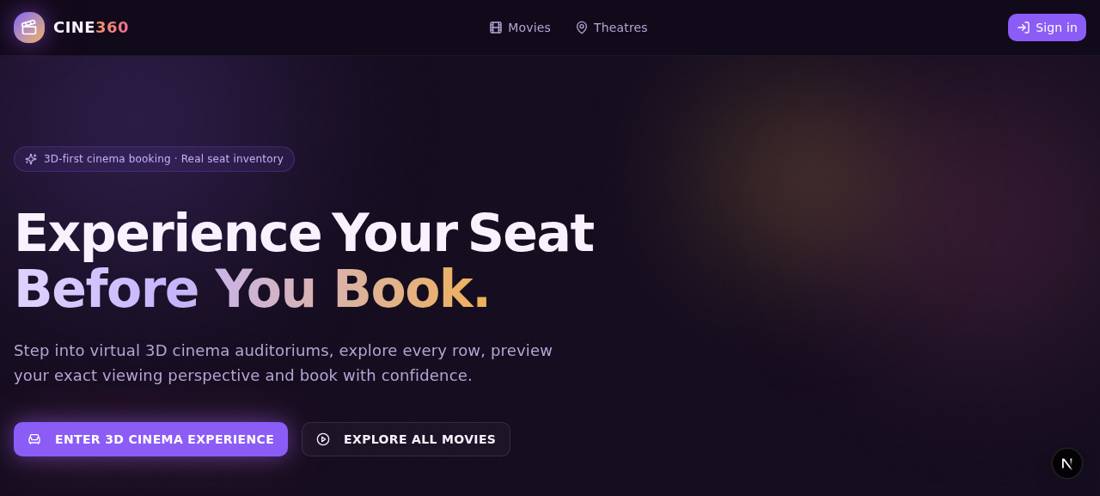 CINE360
Movies
Theatres
Sign in
3D-first cinema booking · Real seat inventory
Experience Your Seat
Before You Book.
Step into virtual 3D cinema auditoriums, explore every row, preview
your exact viewing perspective and book with confidence.
ENTER 3D CINEMA EXPERIENCE
EXPLORE ALL MOVIES
N